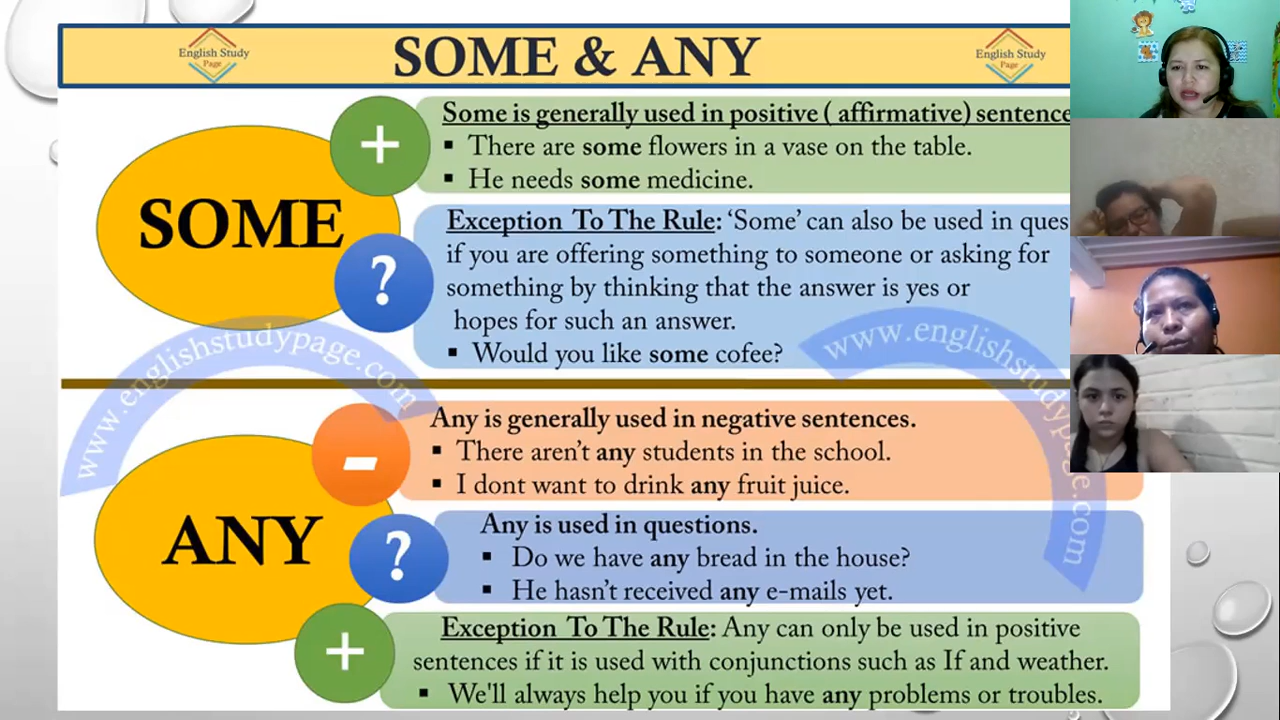 English Study
Page
SOME & ANY
English Study
Page
SOME
+
Some is generally used in positive ( affirmative) sentence
▪ There are some flowers in a vase on the table.
▪ He needs some medicine.
?
Exception To The Rule: ‘Some’ can also be used in ques
if you are offering something to someone or asking for
something by thinking that the answer is yes or
hopes for such an answer.
▪ Would you like some cofee?
www.englishstudypage.com
www.englishstudypage.com
ANY
-
Any is generally used in negative sentences.
▪ There aren’t any students in the school.
▪ I dont want to drink any fruit juice.
?
Any is used in questions.
▪ Do we have any bread in the house?
▪ He hasn’t received any e-mails yet.
+
Exception To The Rule: Any can only be used in positive
sentences if it is used with conjunctions such as If and weather.
▪ We'll always help you if you have any problems or troubles.